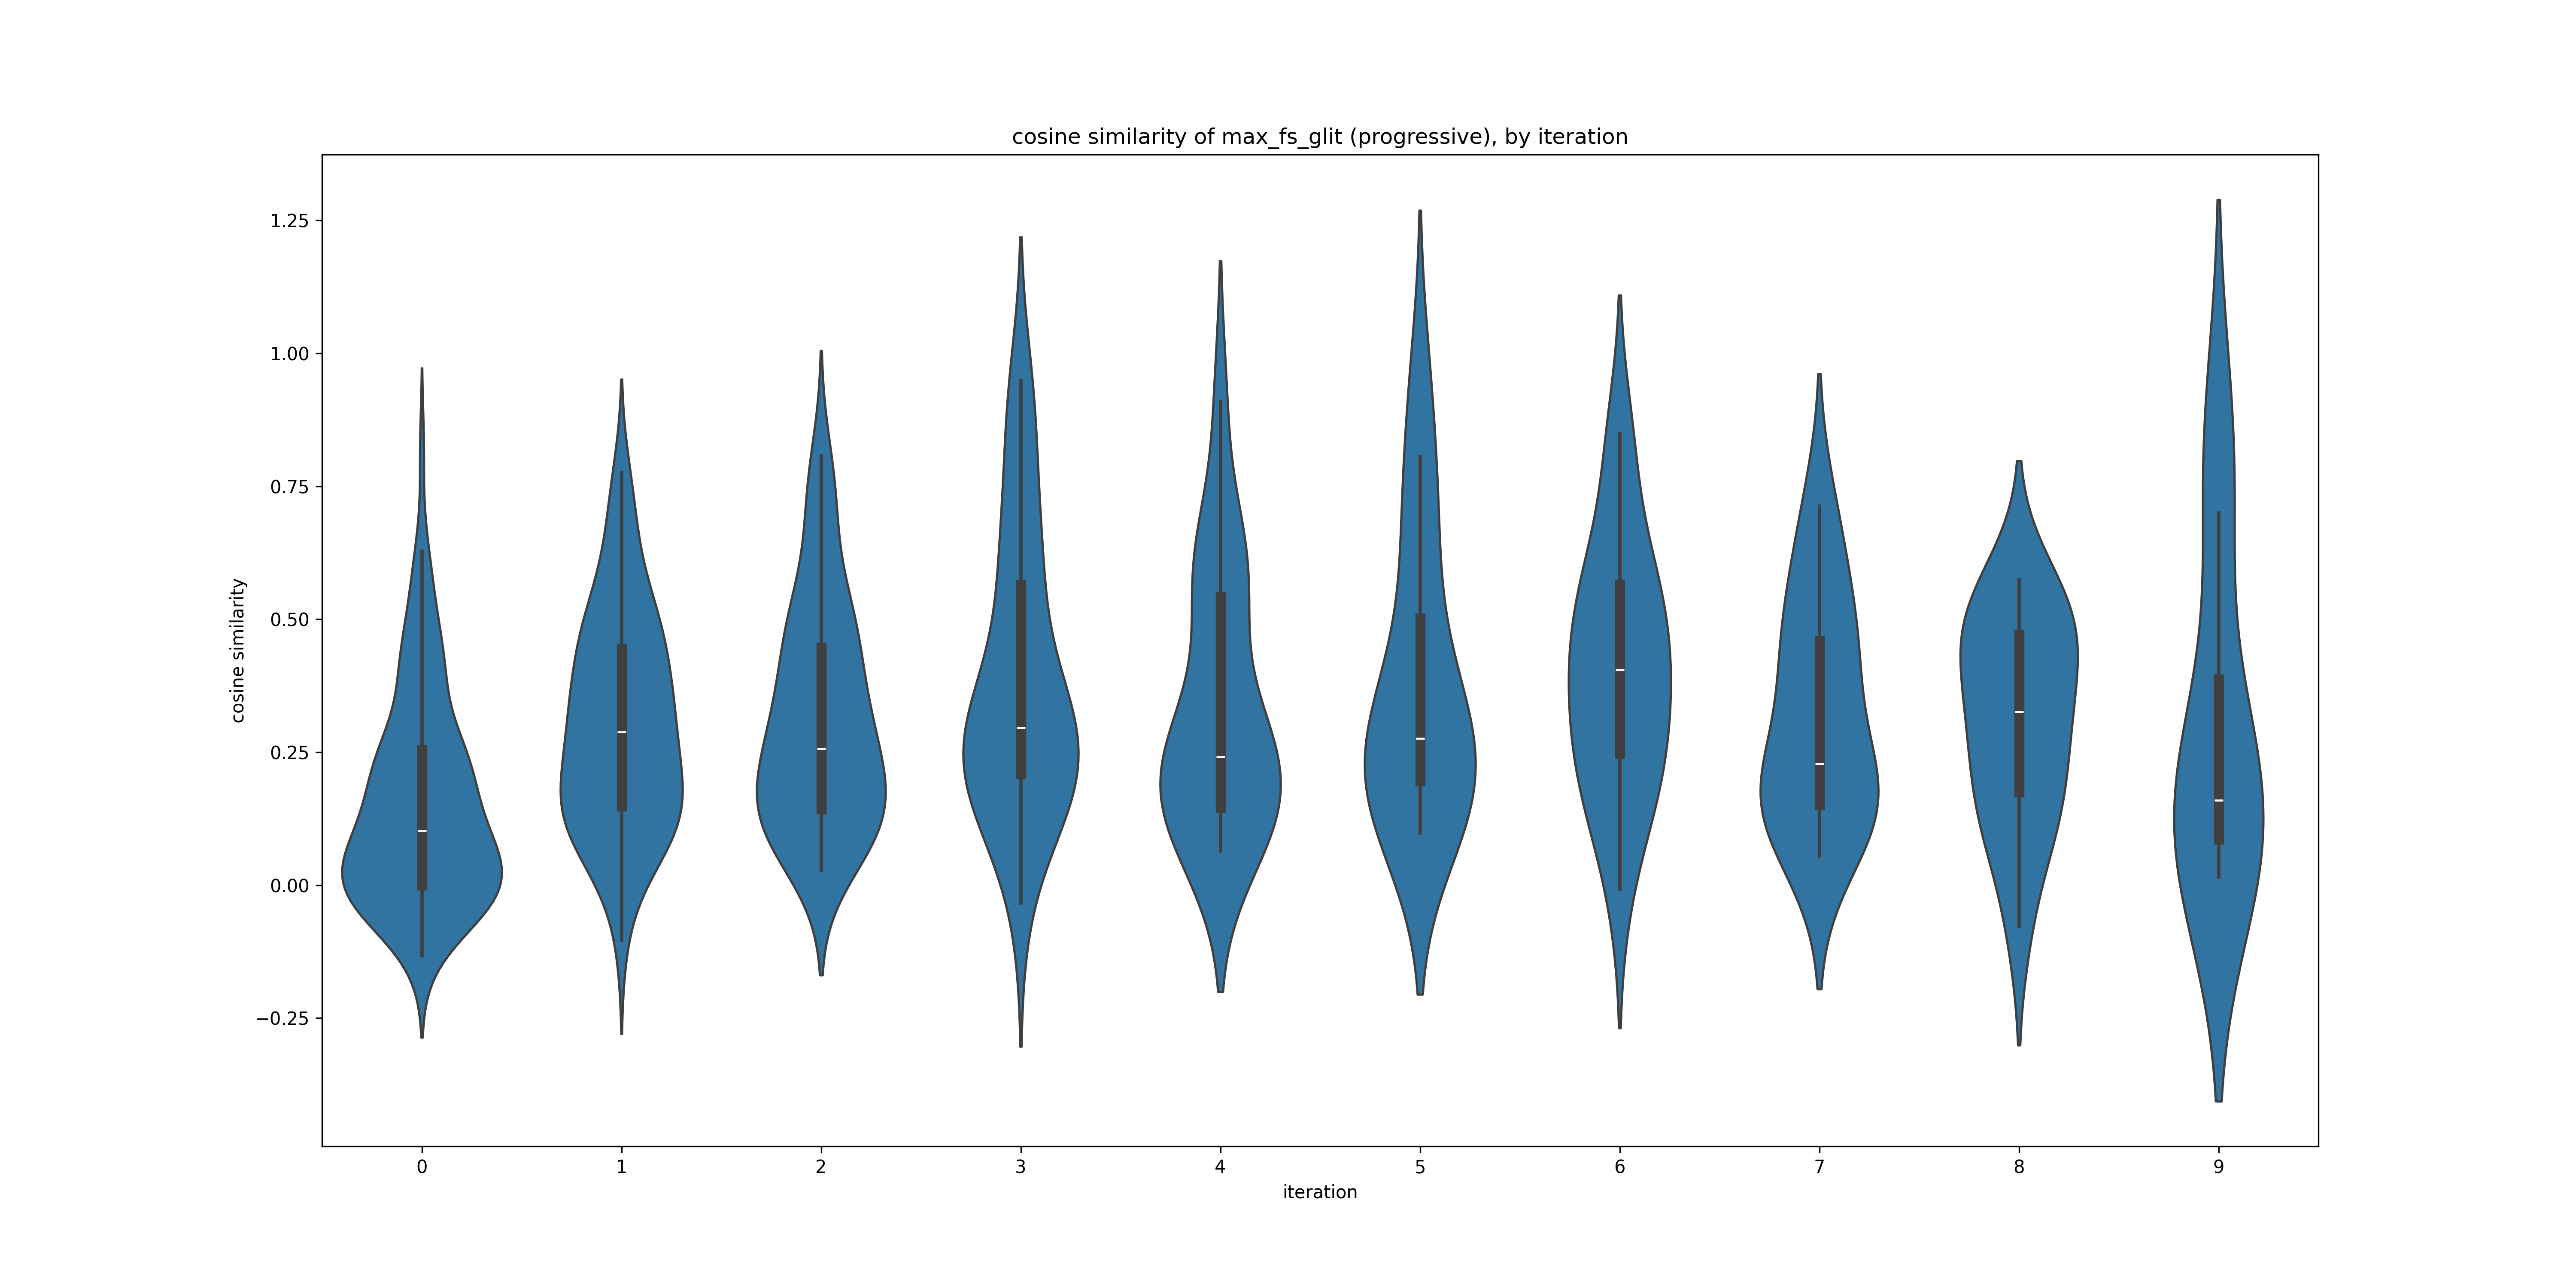 cosine similarity of max_fs_glit (progressive), by iteration
1.25
1.00
0.75
0.50
0.25
0.00
−0.25
cosine similarity
0 1 2 3 4 5 6 7 8 9
iteration